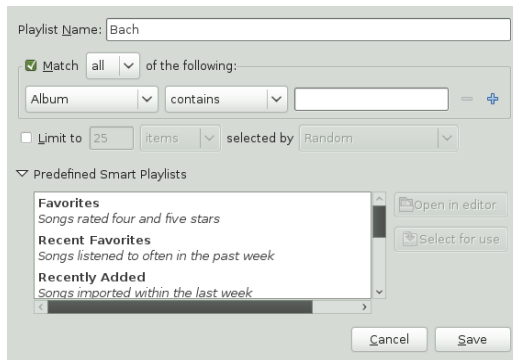 Playlist Name: Bach
Match all of the following:
Album contains
Limit to 25 items selected by Random
Predefined Smart Playlists
Favorites
Songs rated four and five stars
Open in editor
Recent Favorites
Songs listened to often in the past week
Select for use
Recently Added
Songs imported within the last week
Cancel Save